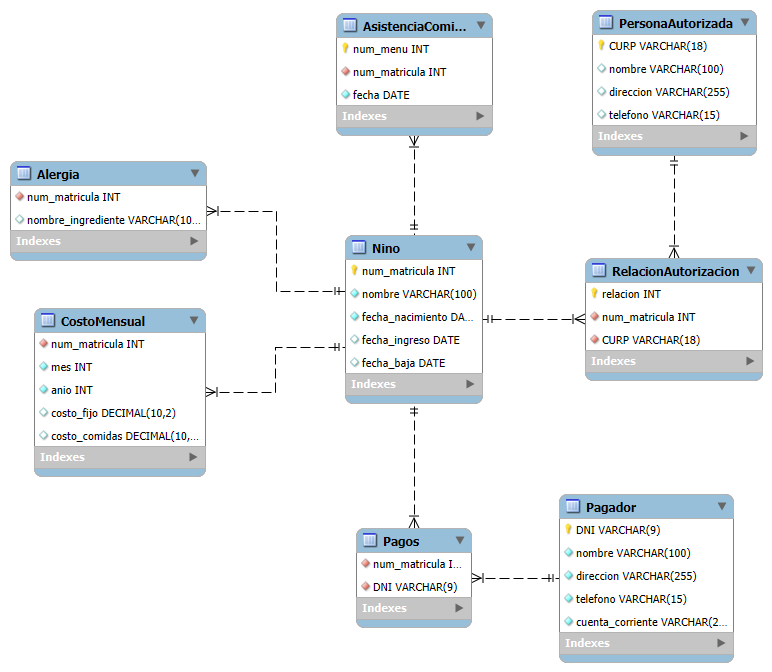 AsistenciaComi...
num_menu INT
num_matricula INT
fecha DATE
Indexes
PersonaAutorizada
CURP VARCHAR(18)
nombre VARCHAR(100)
direccion VARCHAR(255)
telefono VARCHAR(15)
Indexes
Alergia
num_matricula INT
nombre_ingrediente VARCHAR(10...
Indexes
Nino
num_matricula INT
nombre VARCHAR(100)
fecha_nacimiento DA...
fecha_ingreso DATE
fecha_baja DATE
Indexes
RelacionAutorizacion
relacion INT
num_matricula INT
CURP VARCHAR(18)
Indexes
CostoMensual
num_matricula INT
mes INT
anio INT
costo_fijo DECIMAL(10,2)
costo_comidas DECIMAL(10,...
Indexes
Pagos
num_matricula I...
DNI VARCHAR(9)
Indexes
Pagador
DNI VARCHAR(9)
nombre VARCHAR(100)
direccion VARCHAR(255)
telefono VARCHAR(15)
cuenta_corriente VARCHAR(2...
Indexes